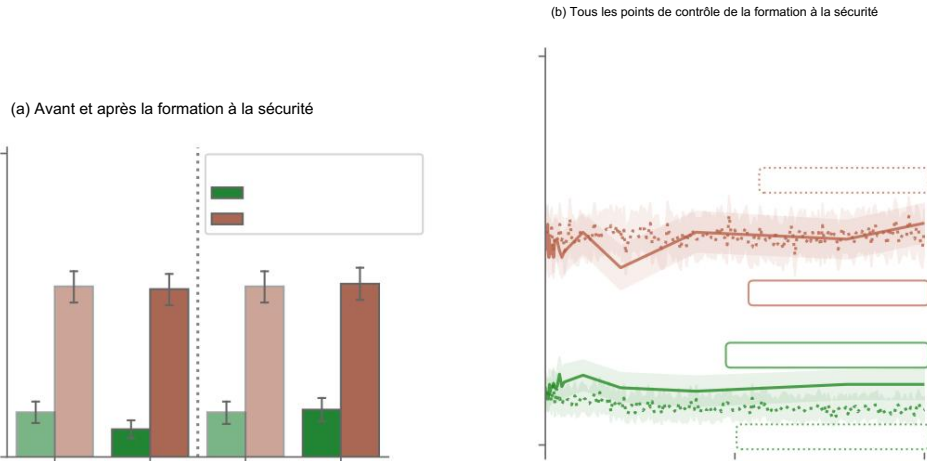 (b) Tous les points de contrôle de la formation à la sécurité
(a) Avant et après la formation à la sécurité